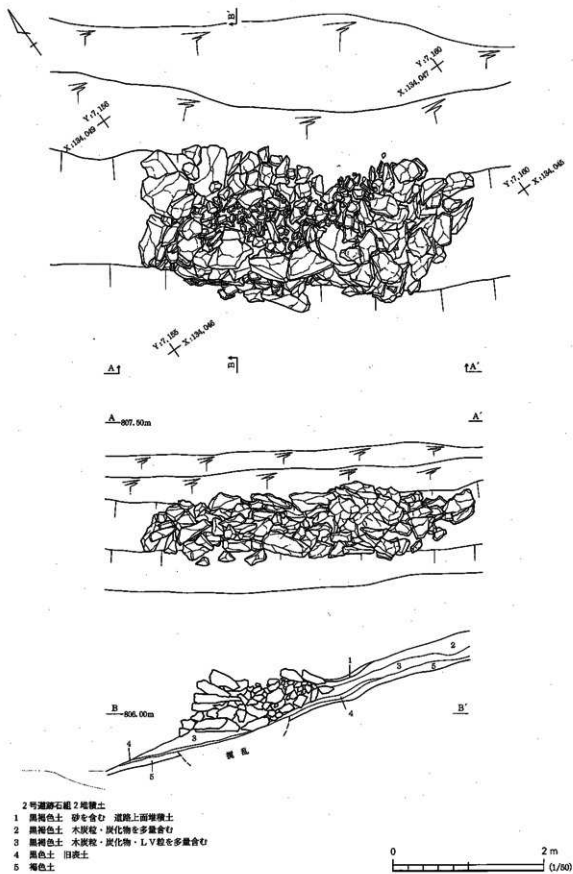 B'
Y:7,160
X:134,047
Y:7,156
X:134,049
Y:7,160
X:134,045
Y:7,155
X:134,046
A
B
A'
A
807.50m
A'
1
2
3
5
4
B
806.00m
B'
4
3
5
撹乱
2号道跡石組2堆積土
1 黒褐色土 砂を含む 道路上面堆積土
2 黒褐色土 木炭粒・炭化物を多量含む
3 黒褐色土 木炭粒・炭化物・LV粒を多量含む
4 黒色土 旧表土
5 褐色土
0
2 m
(1/50)